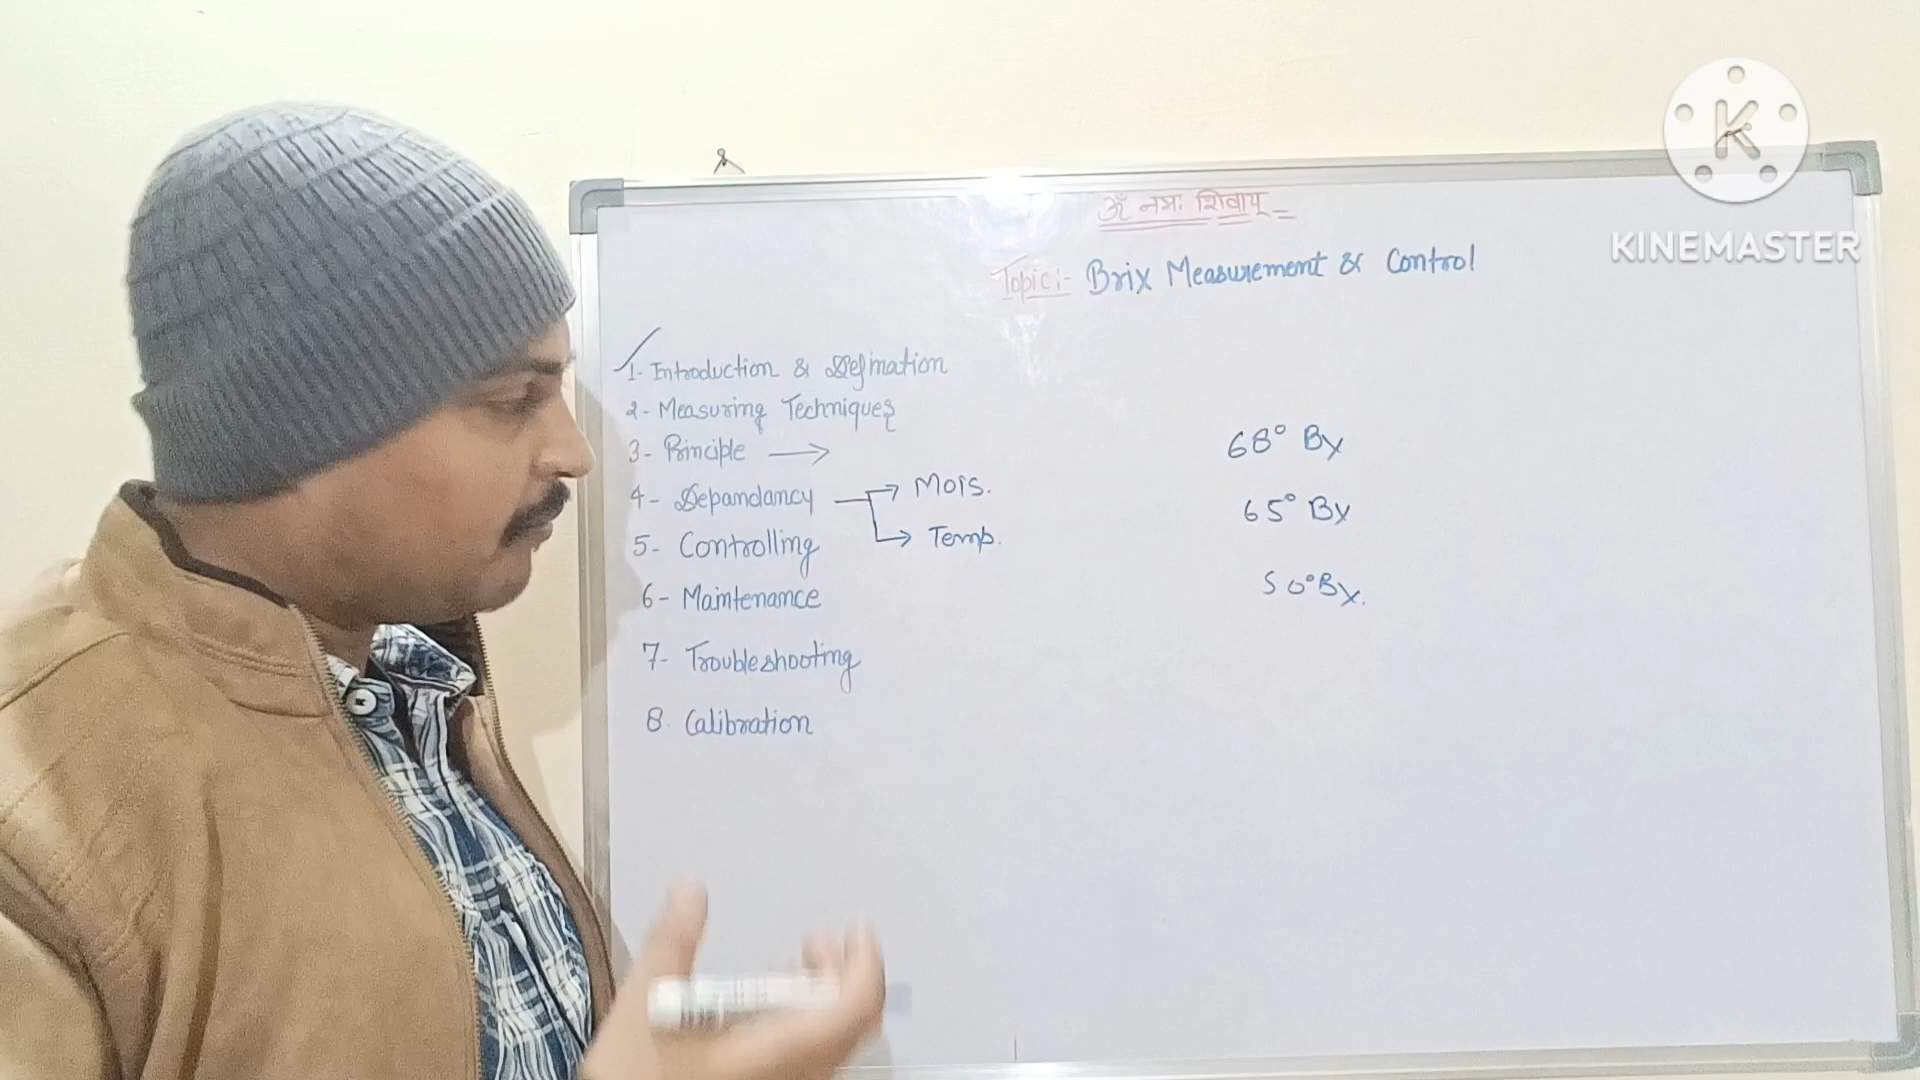 ॐ नमः शिवाय
Topic:- Brix Measurement & Control
1- Introduction & Defination
2- Measuring Techniques
3- Principle →
4- Depandancy → Mois.
→ Temp.
5- Controlling
6- Maintenance
7- Troubleshooting
8. Calibration
68° Bx
65° Bx
50° Bx.
K
KINEMASTER